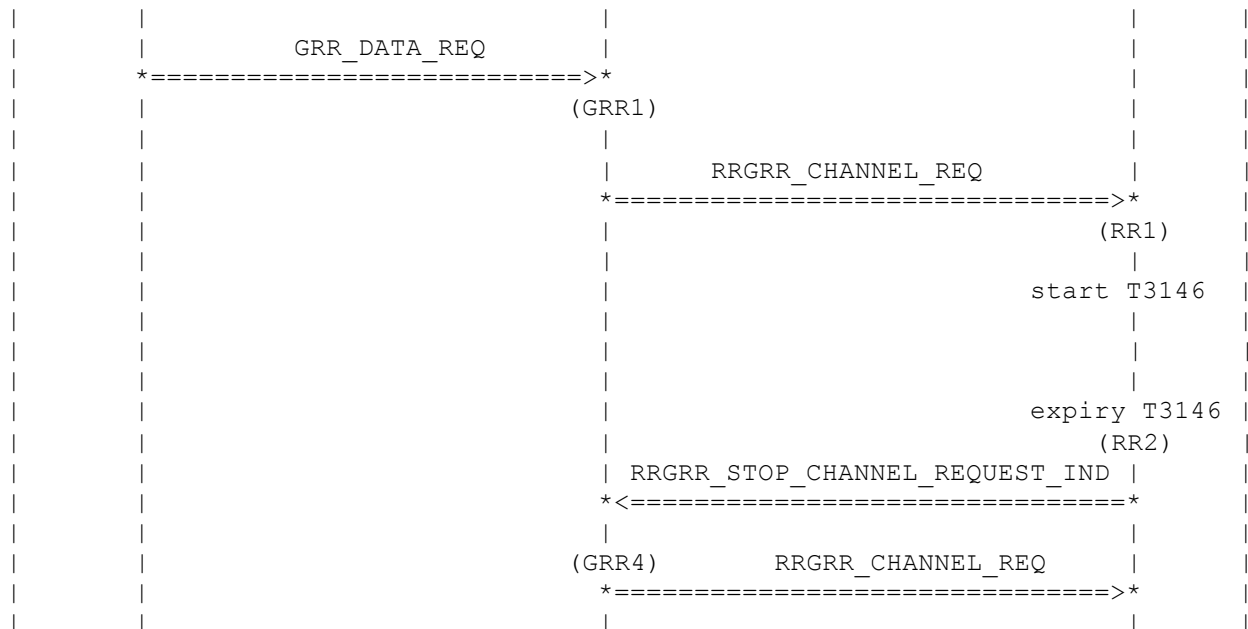 GRR_DATA_REQ
*===========================>*
(GRR1)
RRGRR_CHANNEL_REQ
*===============================>*
(RR1)
start T3146
expiry T3146
(RR2)
RRGRR_STOP_CHANNEL_REQUEST_IND
*<===============================*
(GRR4) RRGRR_CHANNEL_REQ
*===============================>*